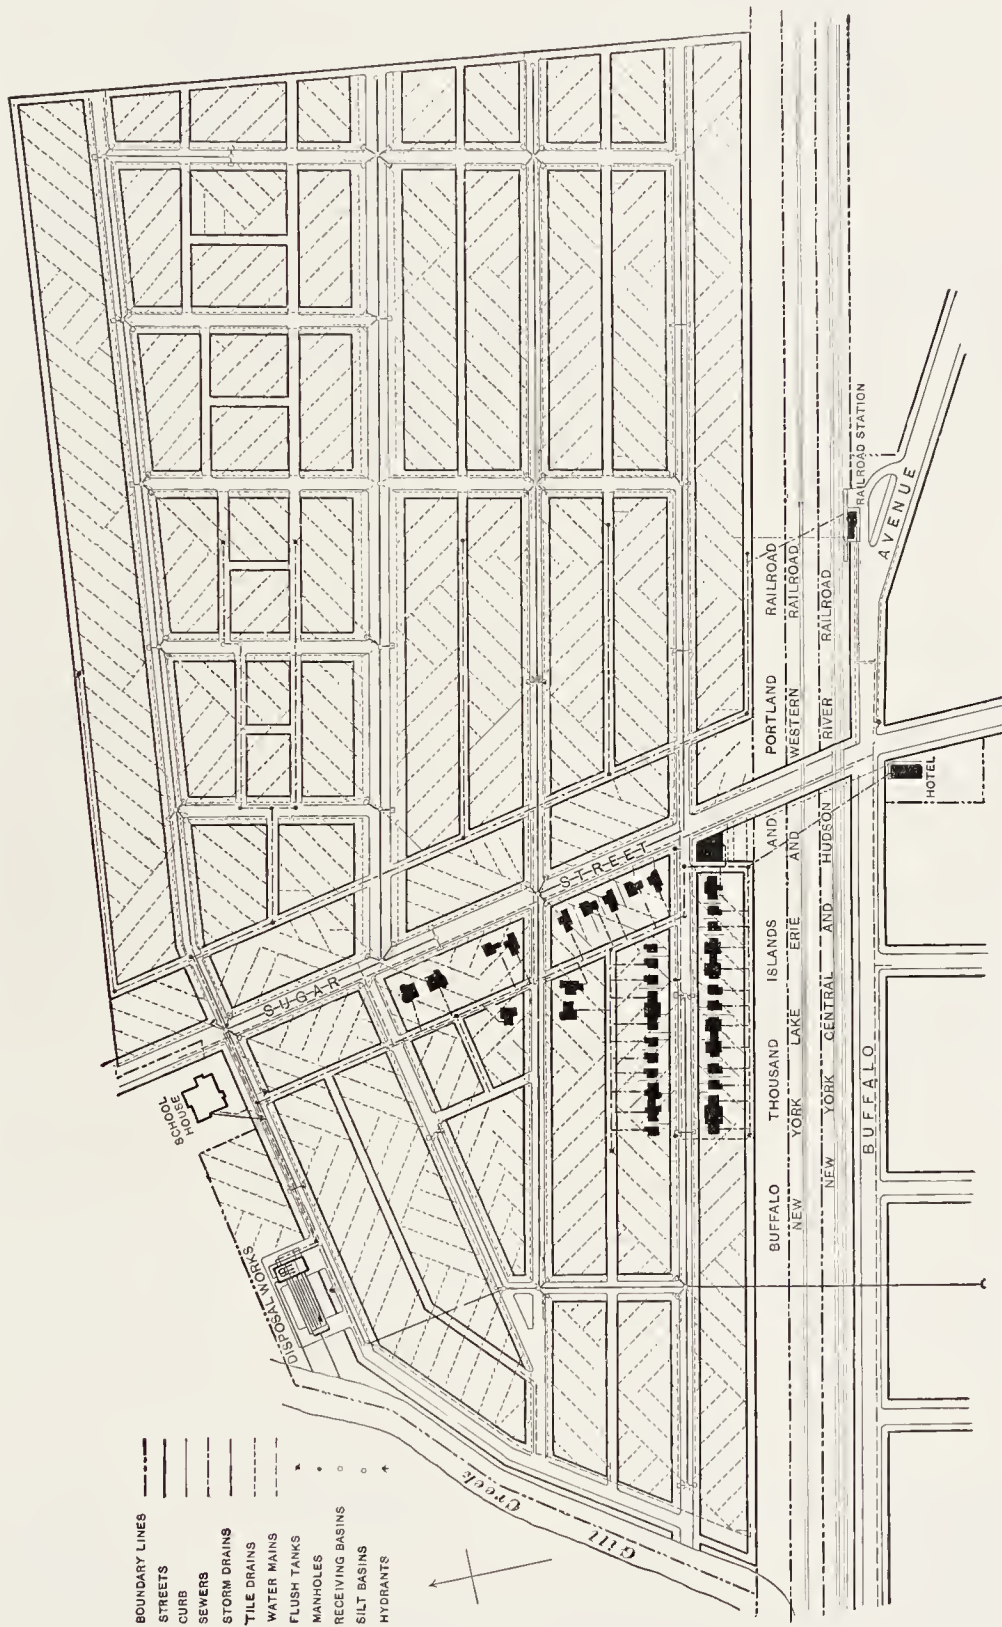 BOUNDARY LINES
STREETS
CURB
SEWERS
STORM DRAINS
TILE DRAINS
WATER MAINS
FLUSH TANKS
MANHOLES
RECEIVING BASINS
SILT BASINS
HYDRANTS
Gill Creek
DISPOSAL WORKS
SCHOOL
HOUSE
SUGAR STREET
BUFFALO THOUSAND ISLANDS AND PORTLAND RAILROAD
NEW YORK LAKE ERIE AND WESTERN RAILROAD
NEW YORK CENTRAL AND HUDSON RIVER RAILROAD
BUFFALO AVENUE
HOTEL
RAILROAD STATION